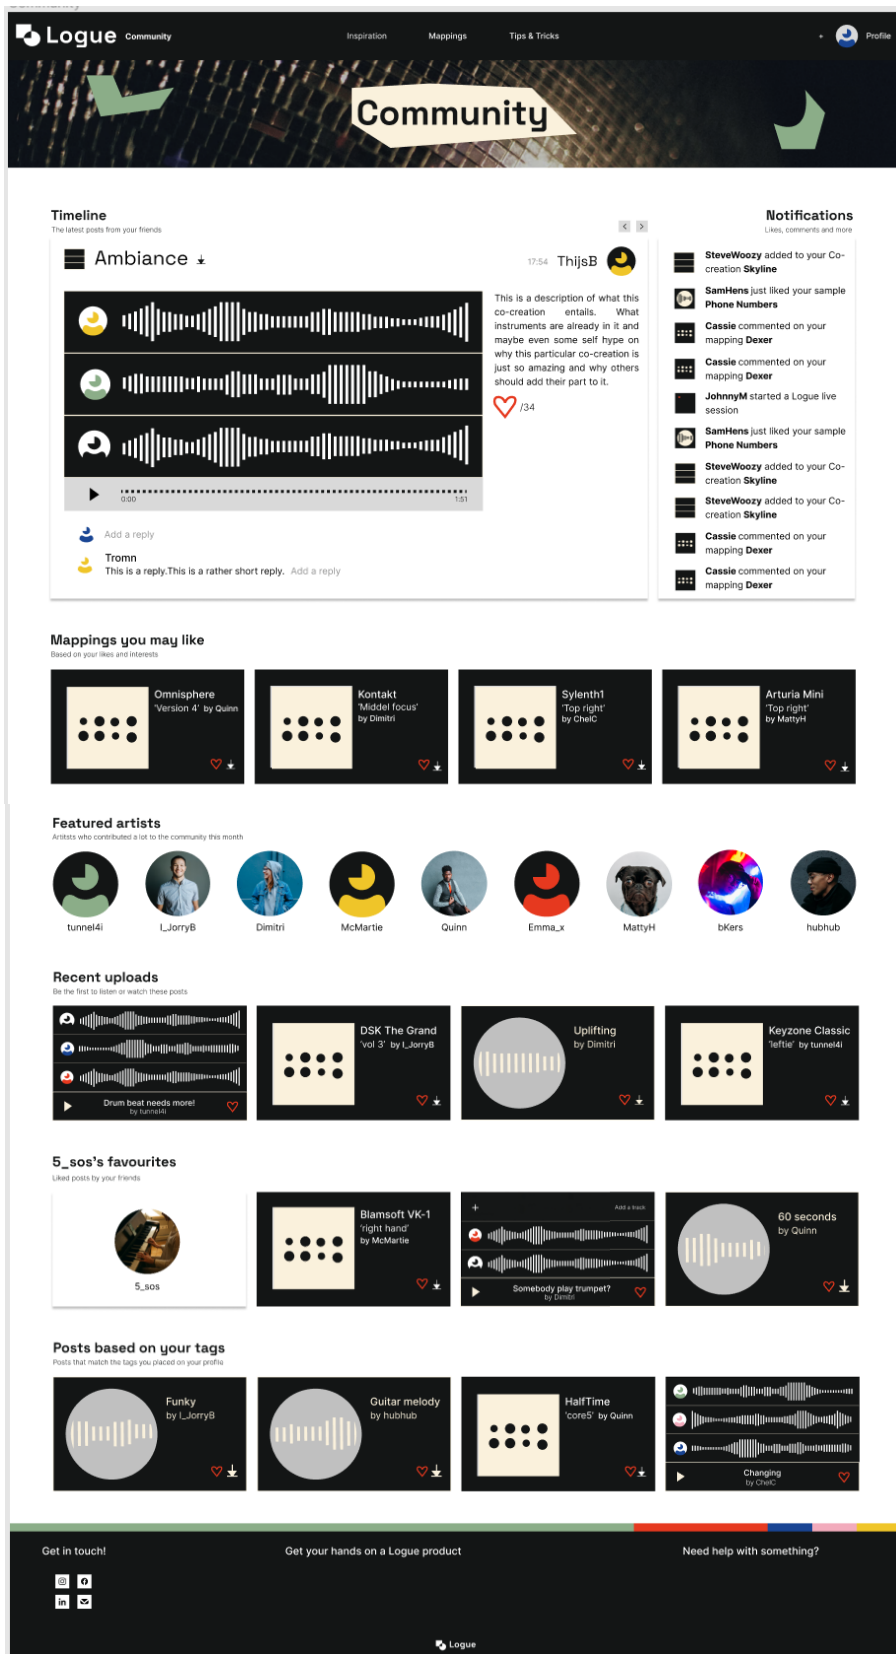 Community
Logue Community
Inspiration
Mappings
Tips & Tricks
+
Profile
Community
Timeline
The latest posts from your friends
< >
Ambiance
17:54 ThijsB
This is a description of what this
co-creation entails. What
instruments are already in it and
maybe even some self hype on
why this particular co-creation is
just so amazing and why others
should add their part to it.
/34
0:00
1:51
Add a reply
Tromn
This is a reply.This is a rather short reply. Add a reply
Notifications
Likes, comments and more
SteveWoozy added to your Co-
creation Skyline
SamHens just liked your sample
Phone Numbers
Cassie commented on your
mapping Dexer
Cassie commented on your
mapping Dexer
JohnnyM started a Logue live
session
SamHens just liked your sample
Phone Numbers
SteveWoozy added to your Co-
creation Skyline
SteveWoozy added to your Co-
creation Skyline
Cassie commented on your
mapping Dexer
Cassie commented on your
mapping Dexer
Mappings you may like
Based on your likes and interests
Omnisphere
'Version 4' by Quinn
Kontakt
'Middel focus'
by Dimitri
Sylenth1
'Top right'
by ChelC
Arturia Mini
'Top right'
by MattyH
Featured artists
Artitsts who contributed a lot to the community this month
tunnel4i
I_JorryB
Dimitri
McMartie
Quinn
Emma_x
MattyH
bKers
hubhub
Recent uploads
Be the first to listen or watch these posts
Drum beat needs more!
by tunnel4i
DSK The Grand
'vol 3' by I_JorryB
Uplifting
by Dimitri
Keyzone Classic
'leftie' by tunnel4i
5_sos's favourites
Liked posts by your friends
5_sos
Blamsoft VK-1
'right hand'
by McMartie
+
Add a track
Somebody play trumpet?
by Dimitri
60 seconds
by Quinn
Posts based on your tags
Posts that match the tags you placed on your profile
Funky
by I_JorryB
Guitar melody
by hubhub
HalfTime
'core5' by Quinn
Changing
by ChelC
Get in touch!
Get your hands on a Logue product
Need help with something?
in
Logue